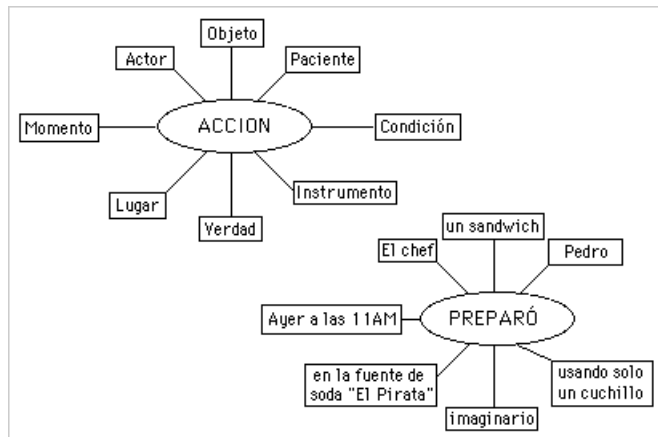 Objeto
Actor
Paciente
Momento
ACCION
Condición
Lugar
Instrumento
Verdad
un sandwich
El chef
Pedro
Ayer a las 11AM
PREPARÓ
en la fuente de
soda "El Pirata"
usando solo
un cuchillo
imaginario